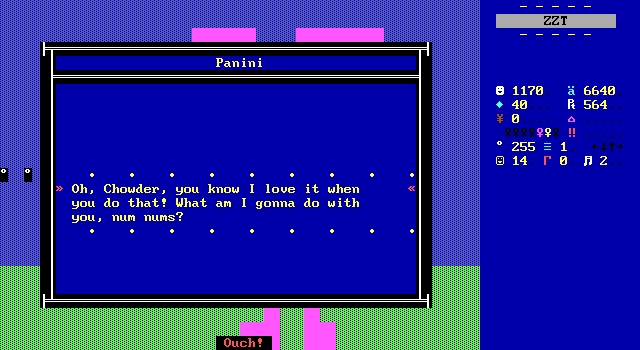 ZZT
Panini
1170 6640
40 564
0
Oh, Chowder, you know I love it when
you do that! What am I gonna do with
you, num nums?
255 1
14 0 2
Ouch!